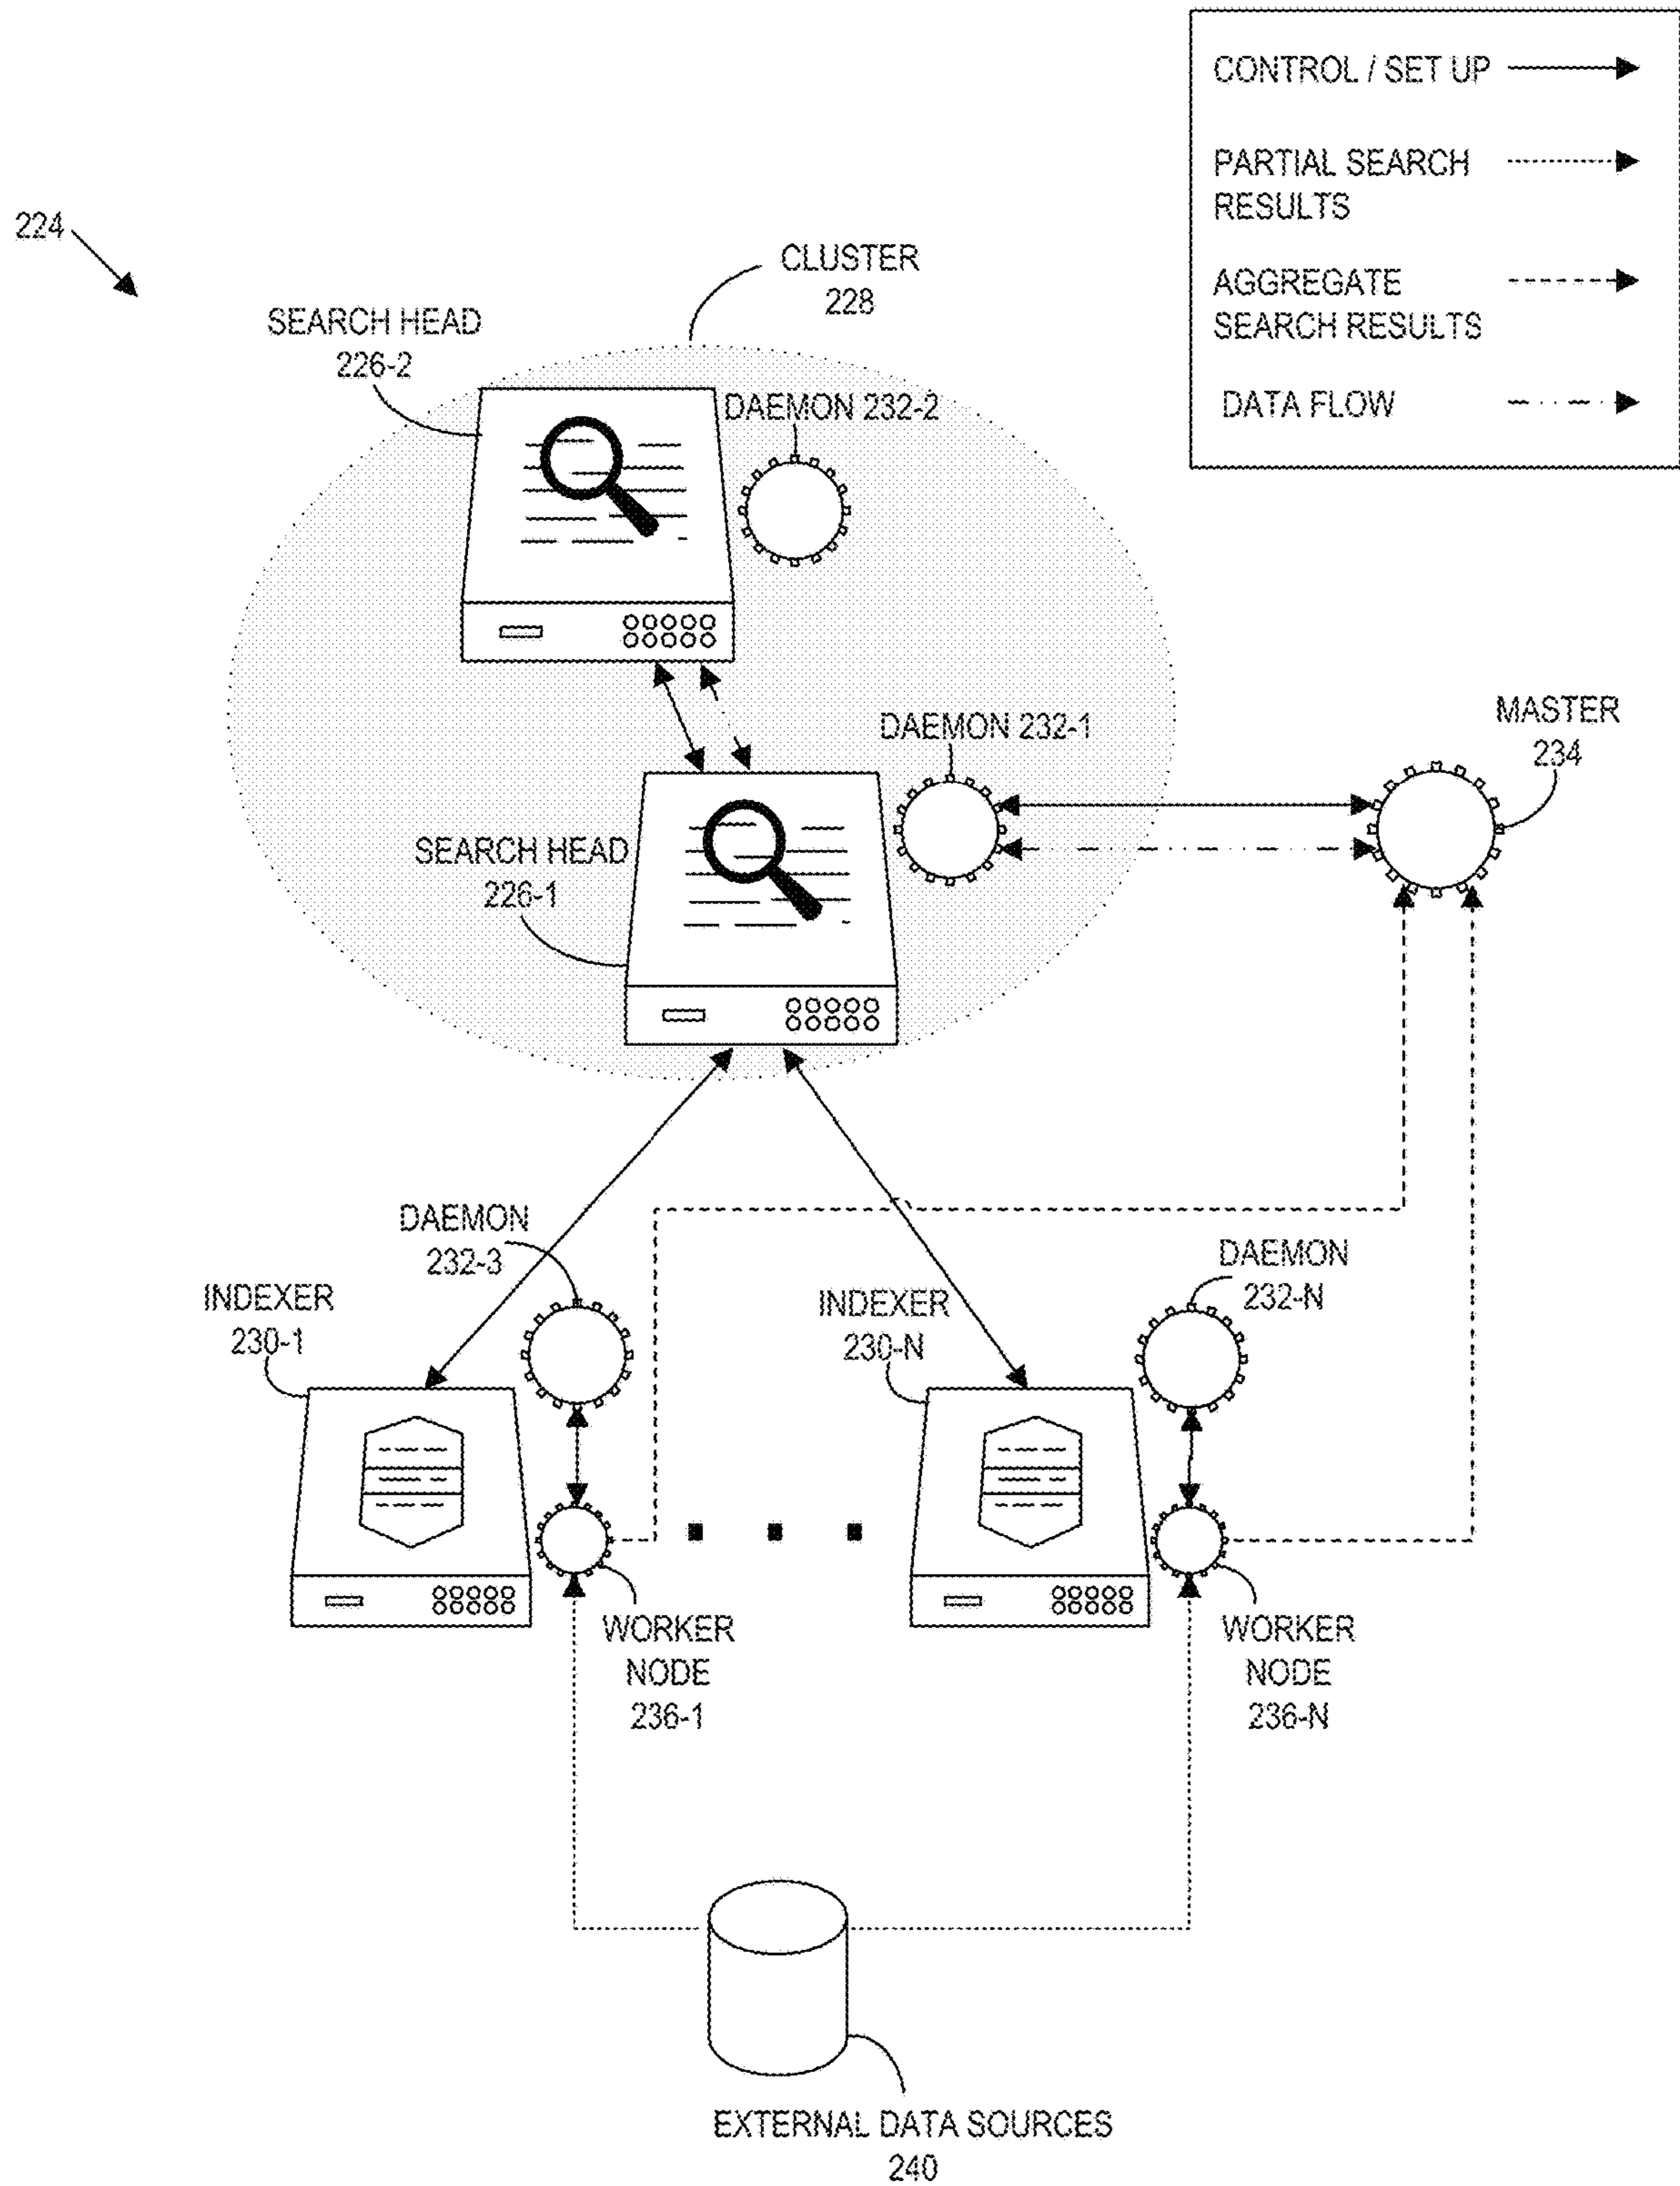 CONTROL / SET UP
PARTIAL SEARCH
RESULTS
AGGREGATE
SEARCH RESULTS
DATA FLOW
224
CLUSTER
228
SEARCH HEAD
226-2
DAEMON 232-2
DAEMON 232-1
MASTER
234
SEARCH HEAD
226-1
DAEMON
232-3
INDEXER
230-1
DAEMON
232-N
INDEXER
230-N
WORKER
NODE
236-1
WORKER
NODE
236-N
EXTERNAL DATA SOURCES
240